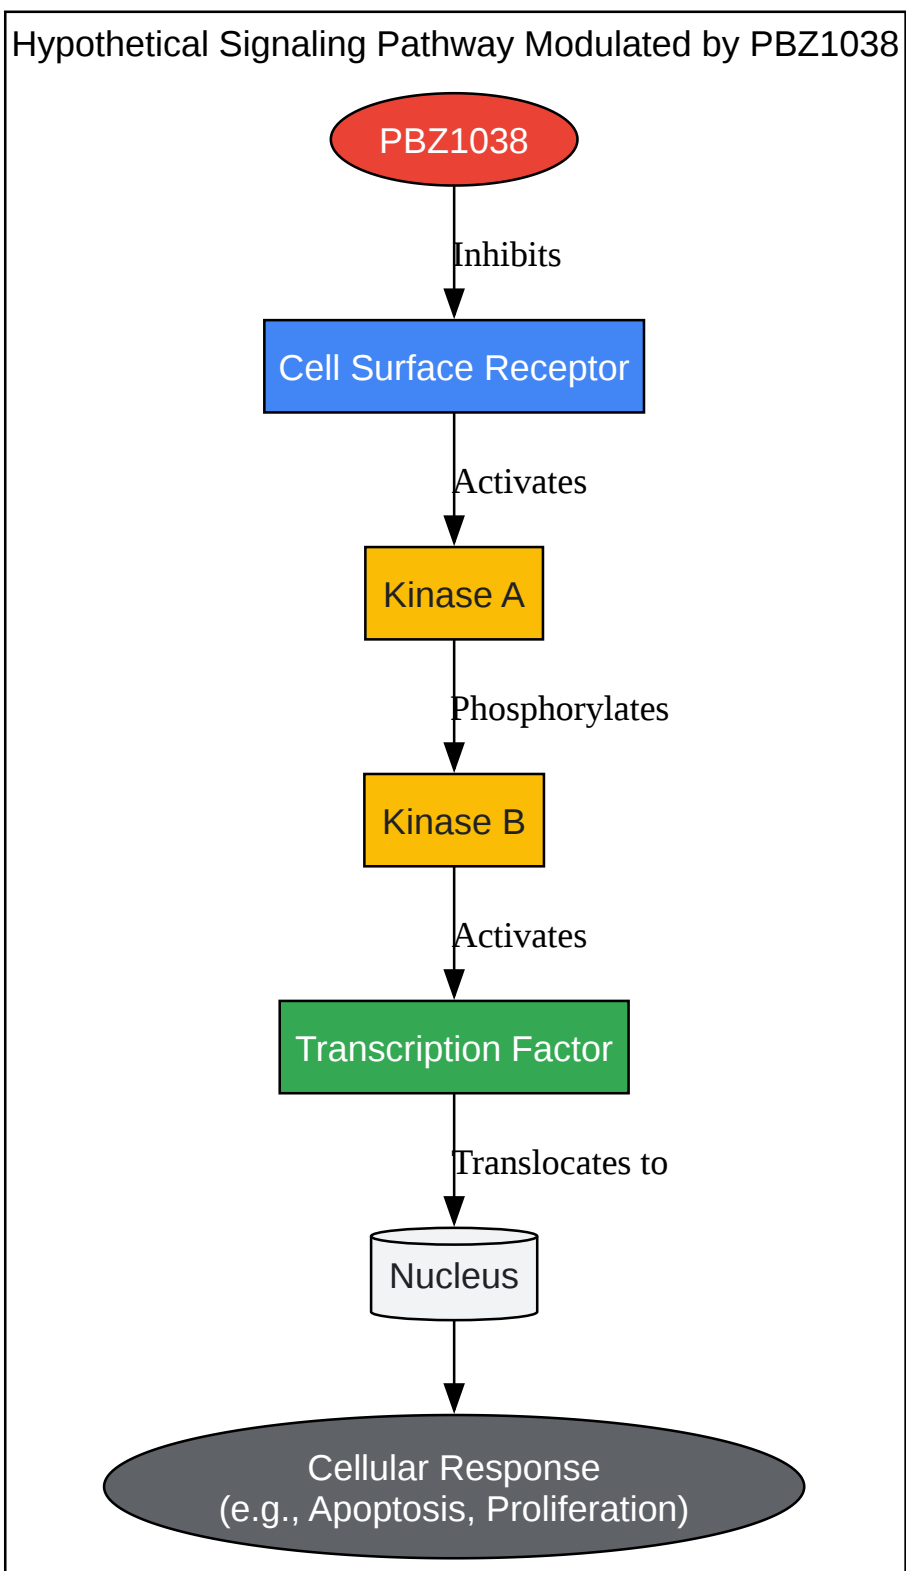 Hypothetical Signaling Pathway Modulated by PBZ1038
PBZ1038
Inhibits
Cell Surface Receptor
Activates
Kinase A
Phosphorylates
Kinase B
Activates
Transcription Factor
Translocates to
Nucleus
Cellular Response
(e.g., Apoptosis, Proliferation)